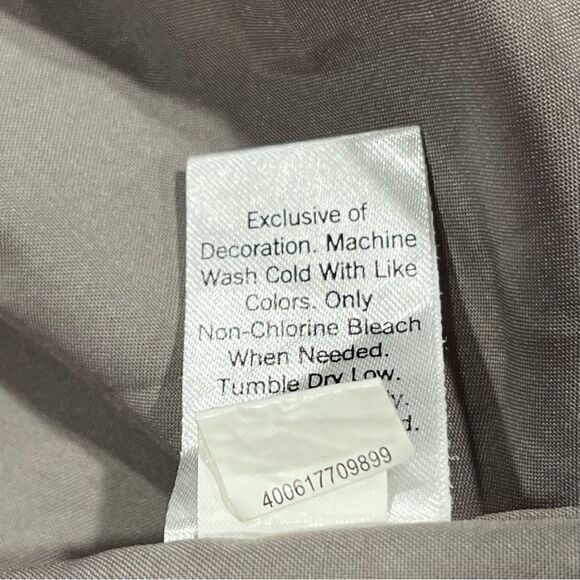 Exclusive of
Decoration. Machine
Wash Cold With Like
Colors. Only
Non-Chlorine Bleach
When Needed.
Tumble Dry Low.
400617709899